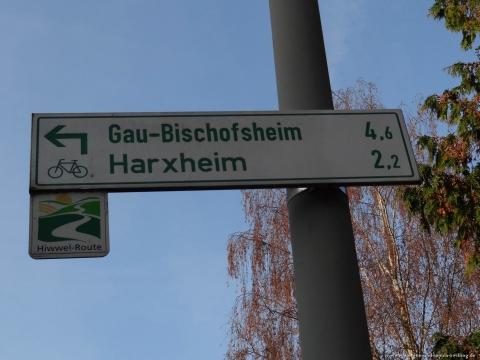 Gau-Bischofsheim 4,6
Harxheim 2,2
Hiwwel-Route